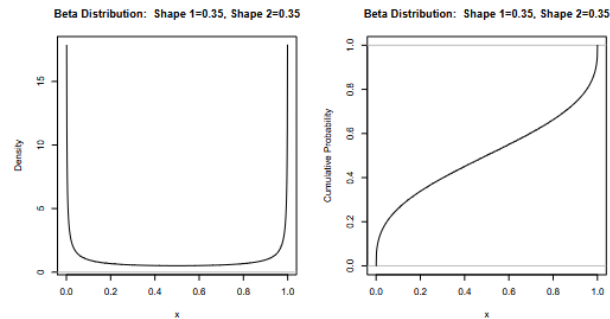 Beta Distribution: Shape 1=0.35, Shape 2=0.35
Density
0
5
10
15
0.0 0.2 0.4 0.6 0.8 1.0
x
Beta Distribution: Shape 1=0.35, Shape 2=0.35
Cumulative Probability
0.0
0.2
0.4
0.6
0.8
1.0
0.0 0.2 0.4 0.6 0.8 1.0
x